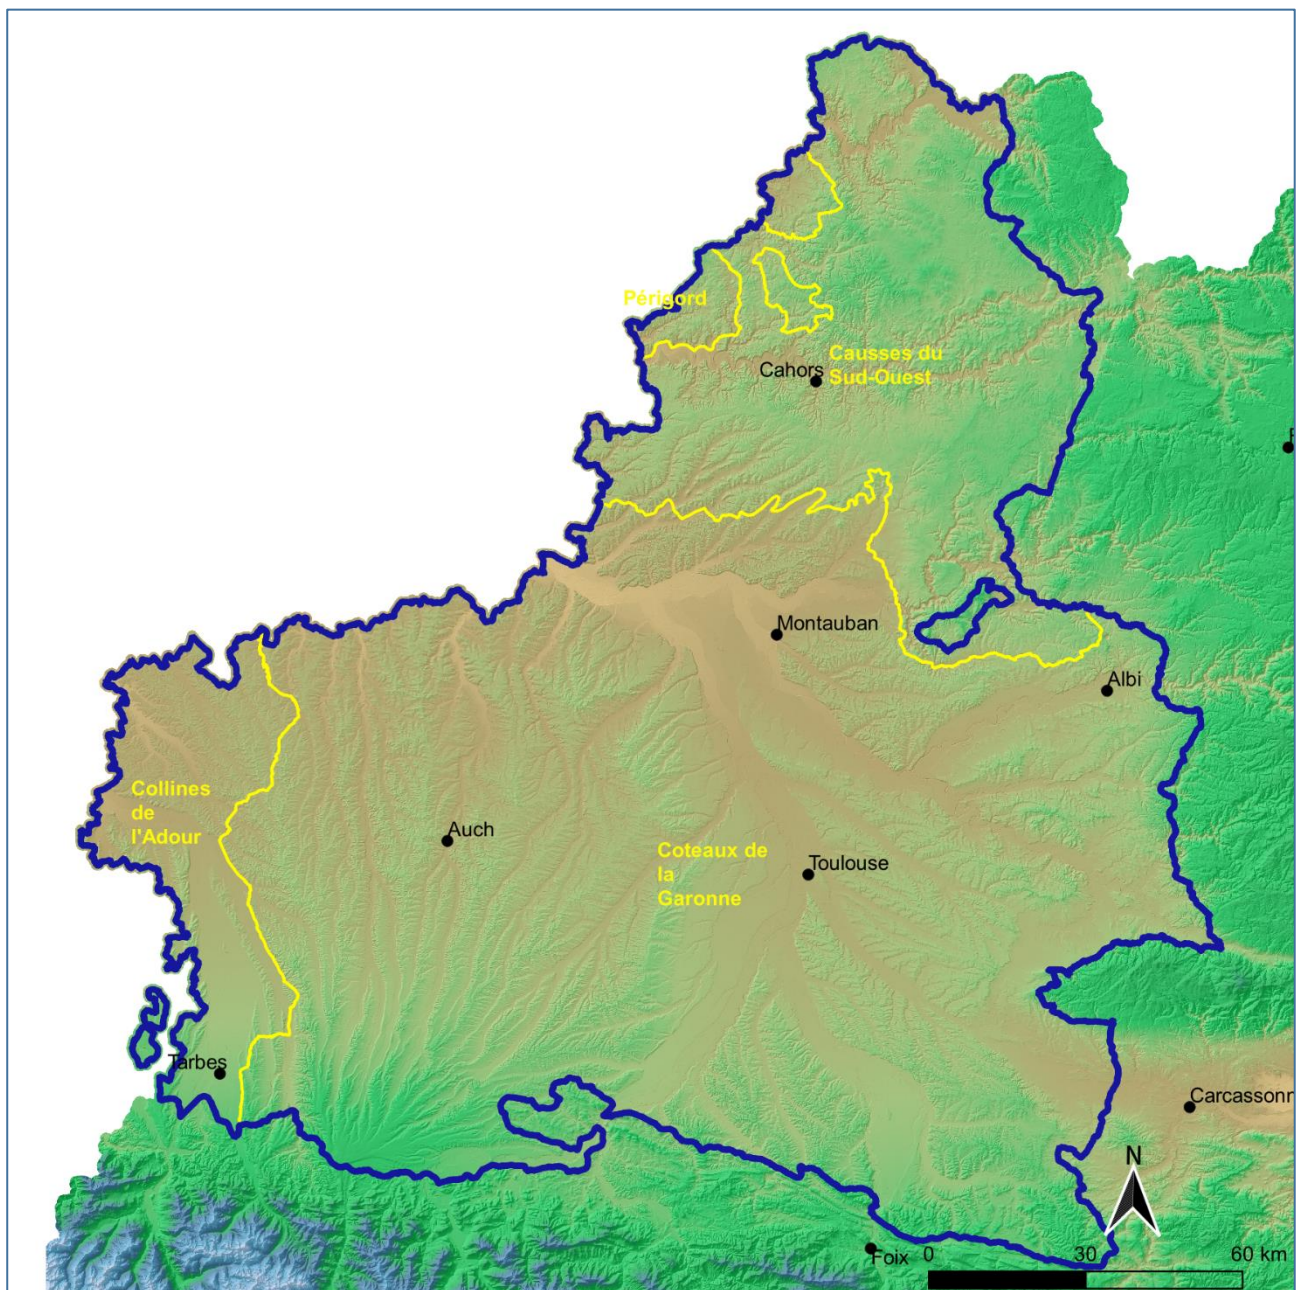 Périgord
Causses du
Sud-Ouest
Cahors
Montauban
Albi
Collines
de
l'Adour
Auch
Coteaux de
la
Garonne
Toulouse
Tarbes
Carcassonn
N
Foix
0 30 60 km